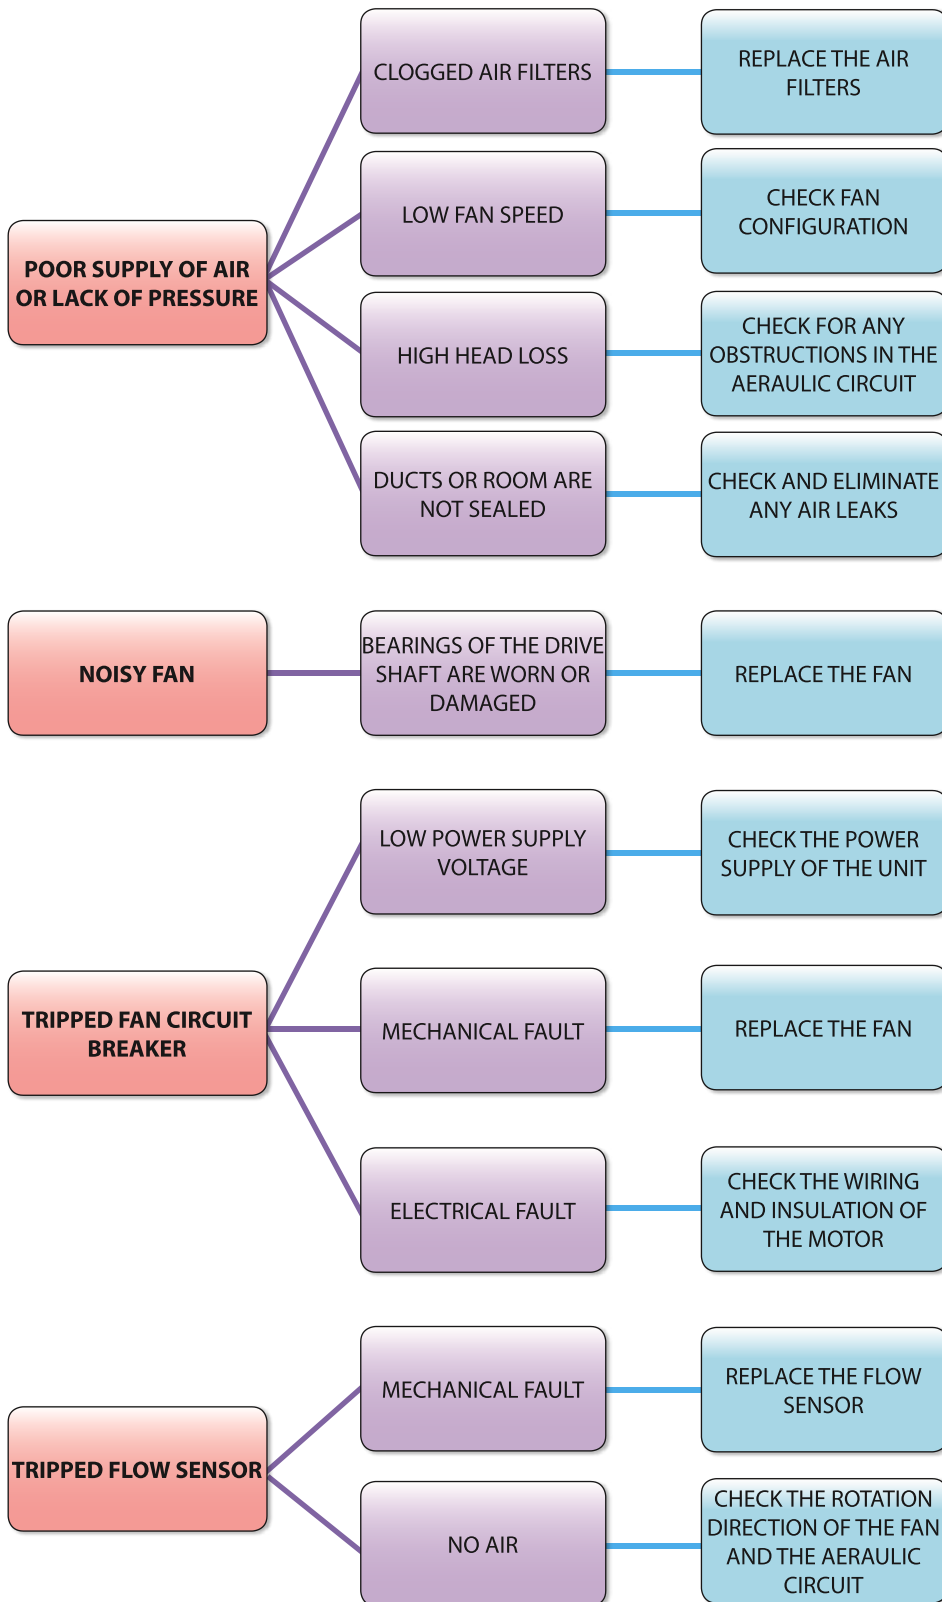 CLOGGED AIR FILTERS
REPLACE THE AIR
FILTERS
LOW FAN SPEED
CHECK FAN
CONFIGURATION
POOR SUPPLY OF AIR
OR LACK OF PRESSURE
HIGH HEAD LOSS
CHECK FOR ANY
OBSTRUCTIONS IN THE
AERAULIC CIRCUIT
DUCTS OR ROOM ARE
NOT SEALED
CHECK AND ELIMINATE
ANY AIR LEAKS
NOISY FAN
BEARINGS OF THE DRIVE
SHAFT ARE WORN OR
DAMAGED
REPLACE THE FAN
LOW POWER SUPPLY
VOLTAGE
CHECK THE POWER
SUPPLY OF THE UNIT
TRIPPED FAN CIRCUIT
BREAKER
MECHANICAL FAULT
REPLACE THE FAN
ELECTRICAL FAULT
CHECK THE WIRING
AND INSULATION OF
THE MOTOR
MECHANICAL FAULT
REPLACE THE FLOW
SENSOR
TRIPPED FLOW SENSOR
NO AIR
CHECK THE ROTATION
DIRECTION OF THE FAN
AND THE AERAULIC
CIRCUIT